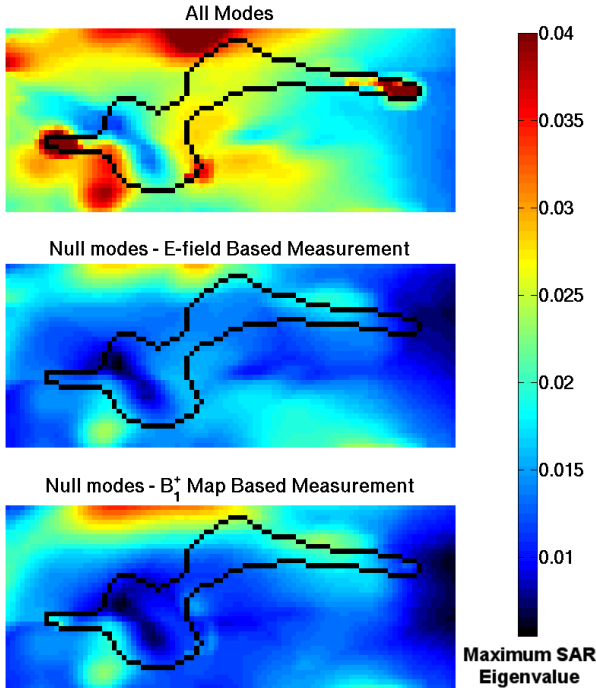 All Modes
0.04
0.035
0.03
0.025
0.02
0.015
0.01
Null modes - E-field Based Measurement
Null modes - B₁⁺ Map Based Measurement
Maximum SAR
Eigenvalue